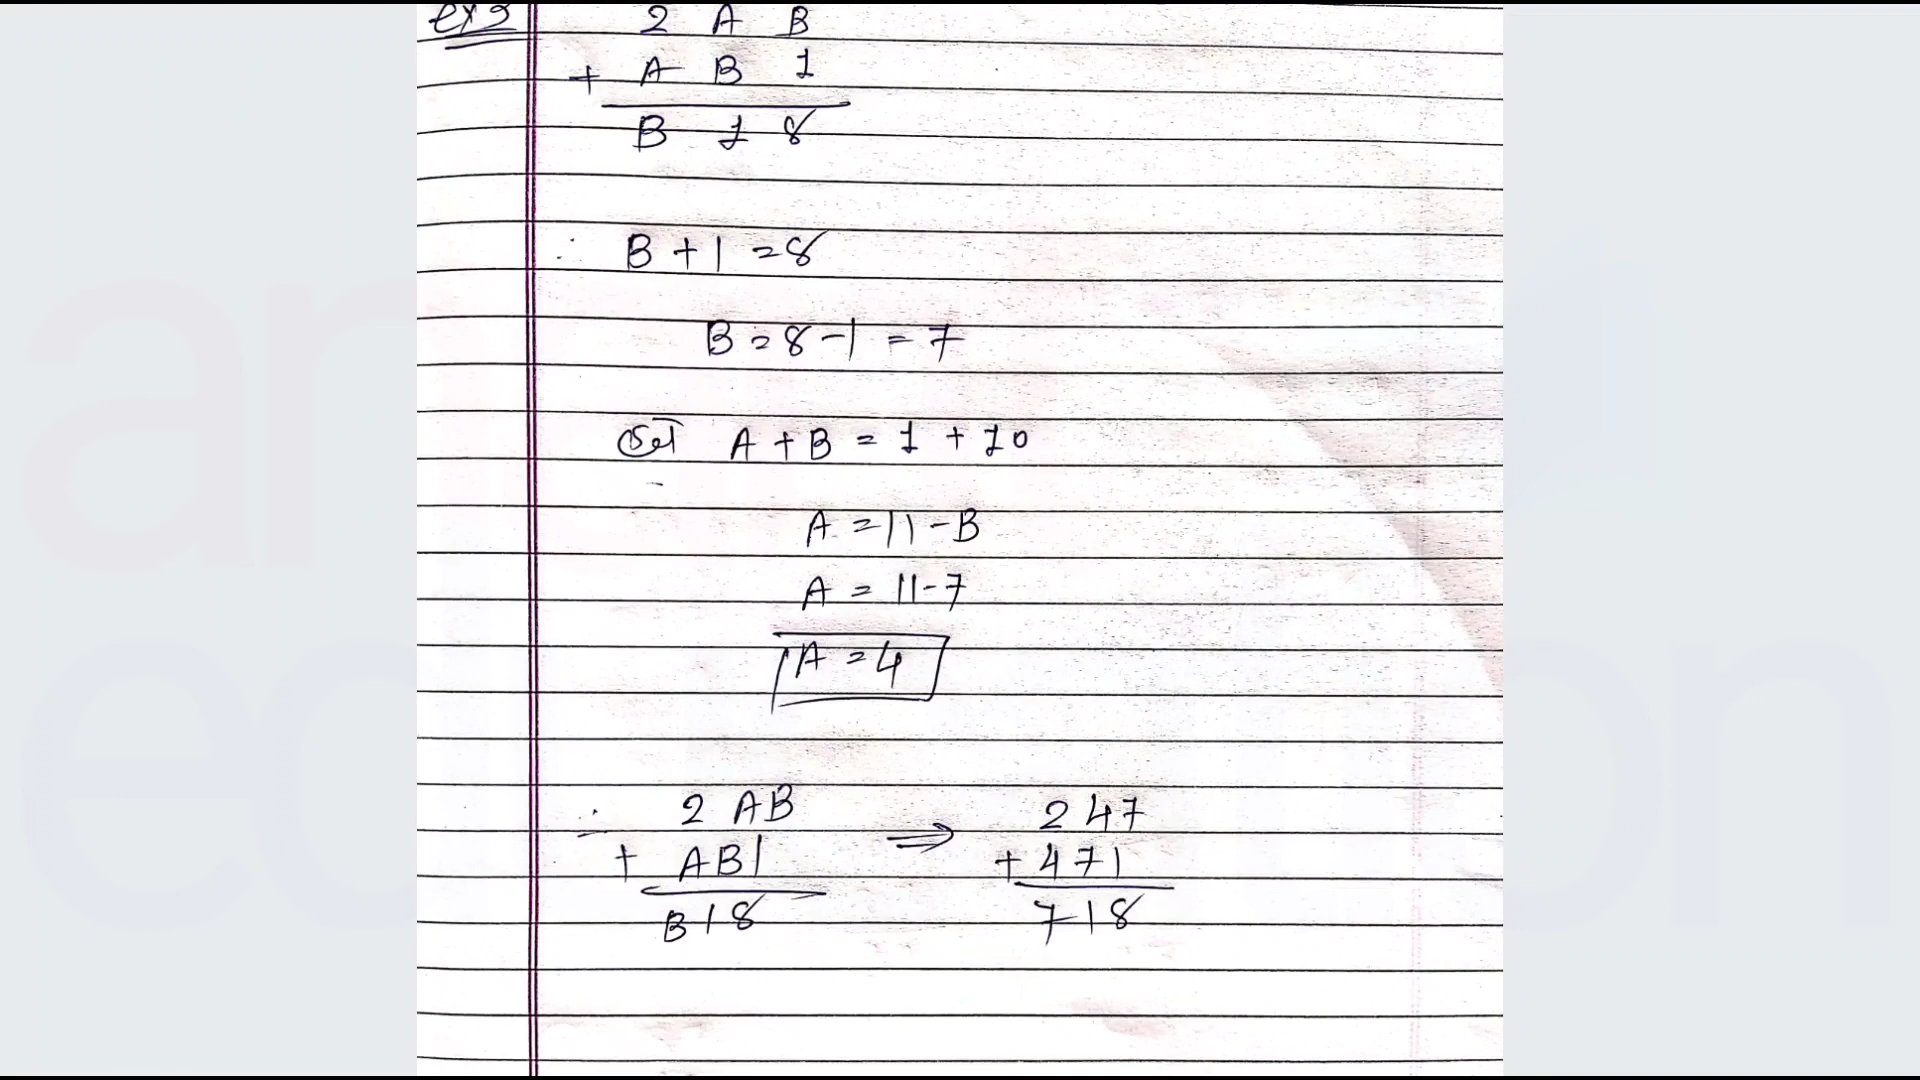 ex 2
2 A B
+ A B 1
B 1 8
∴ B + 1 = 8
B = 8 - 1 = 7
A + B = 1 + 10
A = 11 - B
A = 11 - 7
A = 4
∴ 2 A B ⇒ 2 4 7
+ A B 1 + 4 7 1
B 1 8 7 1 8